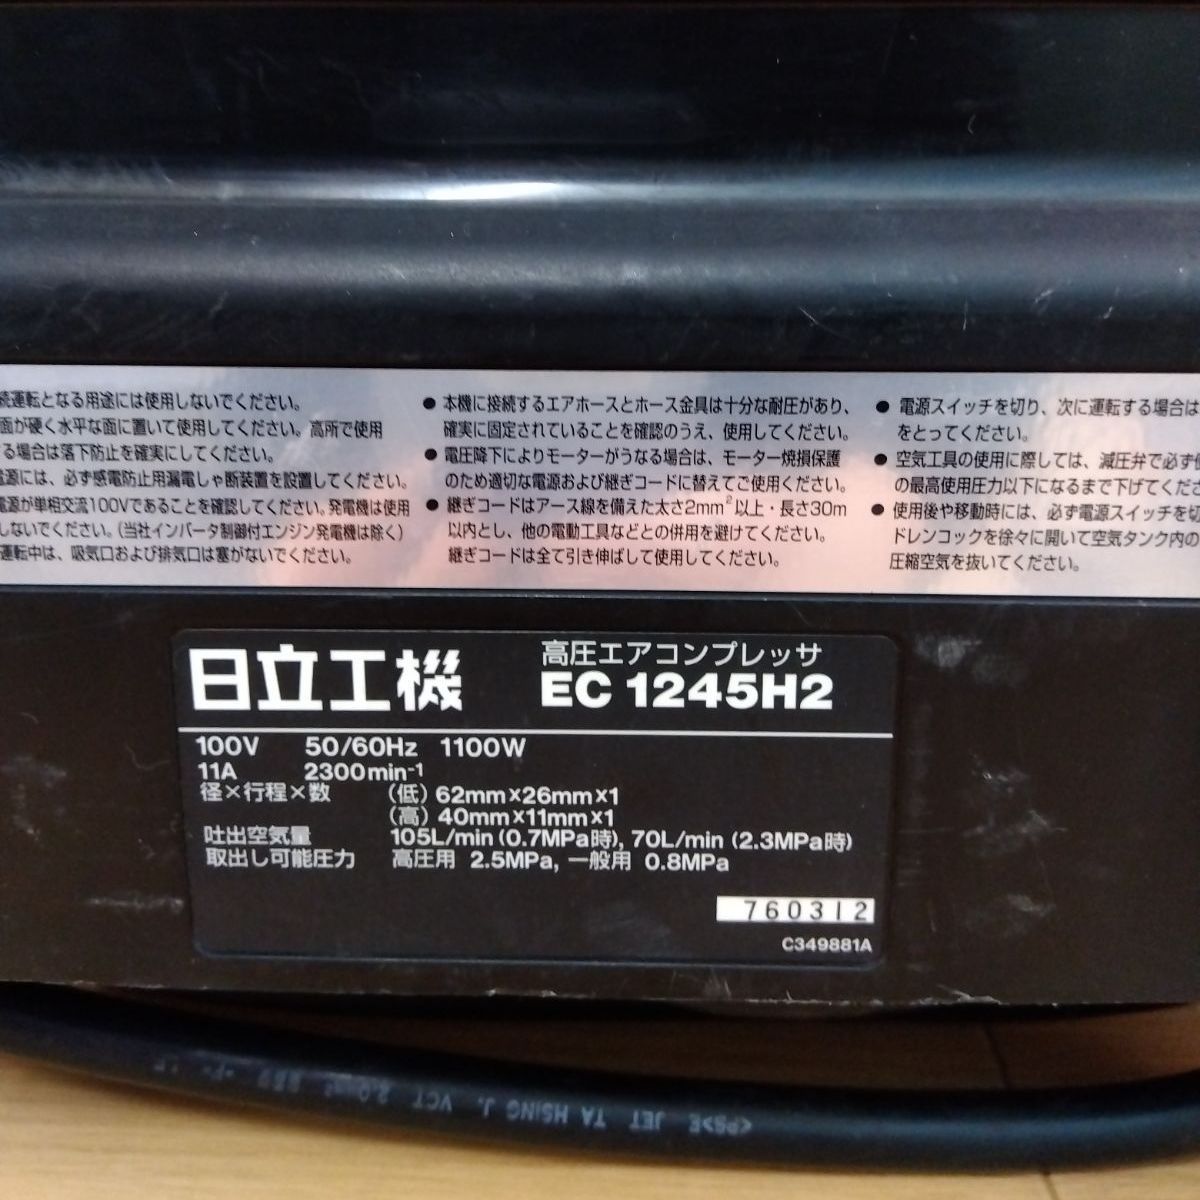 続運転となる用途には使用しないでください。
面が硬く水平な面に置いて使用してください。高所で使用
る場合は落下防止を確実にしてください。
電源には、必ず感電防止用漏電しゃ断装置を設置してください。
電源が単相交流100Vであることを確認してください。発電機は使用
しないでください。(当社インバータ制御付エンジン発電機は除く)
運転中は、吸気口および排気口は塞がないでください。
● 本機に接続するエアホースとホース金具は十分な耐圧があり、
確実に固定されていることを確認のうえ、使用してください。
● 電圧降下によりモーターがうなる場合は、モーター焼損保護
のため適切な電源および継ぎコードに替えてご使用ください。
● 継ぎコードはアース線を備えた太さ2mm²以上・長さ30m
以内とし、他の電動工具などとの併用を避けてください。
継ぎコードは全て引き伸ばして使用してください。
● 電源スイッチを切り、次に運転する場合は
をとってください。
● 空気工具の使用に際しては、減圧弁で必ず
の最高使用圧力以下になるまで下げてくださ
● 使用後や移動時には、必ず電源スイッチを切
ドレンコックを徐々に開いて空気タンク内の
圧縮空気を抜いてください。
日立工機 高圧エアコンプレッサ
EC 1245H2
100V 50/60Hz 1100W
11A 2300min⁻¹
径×行程×数 (低) 62mm×26mm×1
(高) 40mm×11mm×1
吐出空気量 105L/min (0.7MPa時), 70L/min (2.3MPa時)
取出し可能圧力 高圧用 2.5MPa, 一般用 0.8MPa
760312
C349881A
<PS>E JET TA HSING J. VCT 2.0mm²